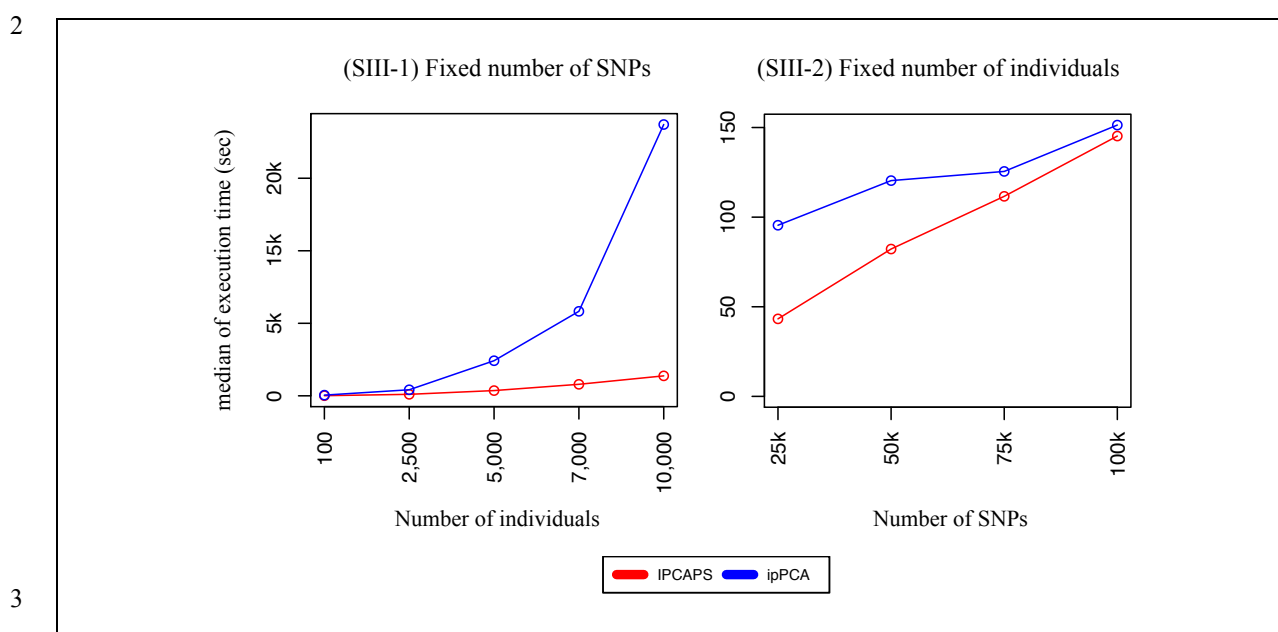 2
(SIII-1) Fixed number of SNPs
(SIII-2) Fixed number of individuals
median of execution time (sec)
20k
15k
5k
0
100
2,500
5,000
7,000
10,000
Number of individuals
150
100
50
0
25k
50k
75k
100k
Number of SNPs
IPCAPS
ipPCA
3